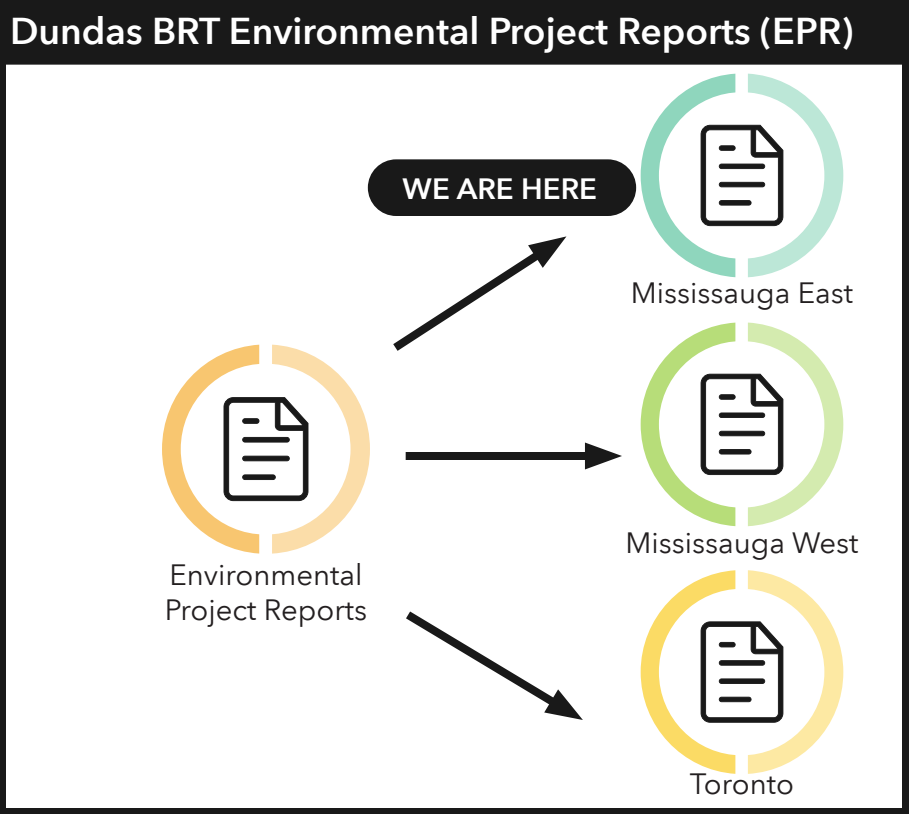 Dundas BRT Environmental Project Reports (EPR)
WE ARE HERE
Mississauga East
Mississauga West
Environmental
Project Reports
Toronto